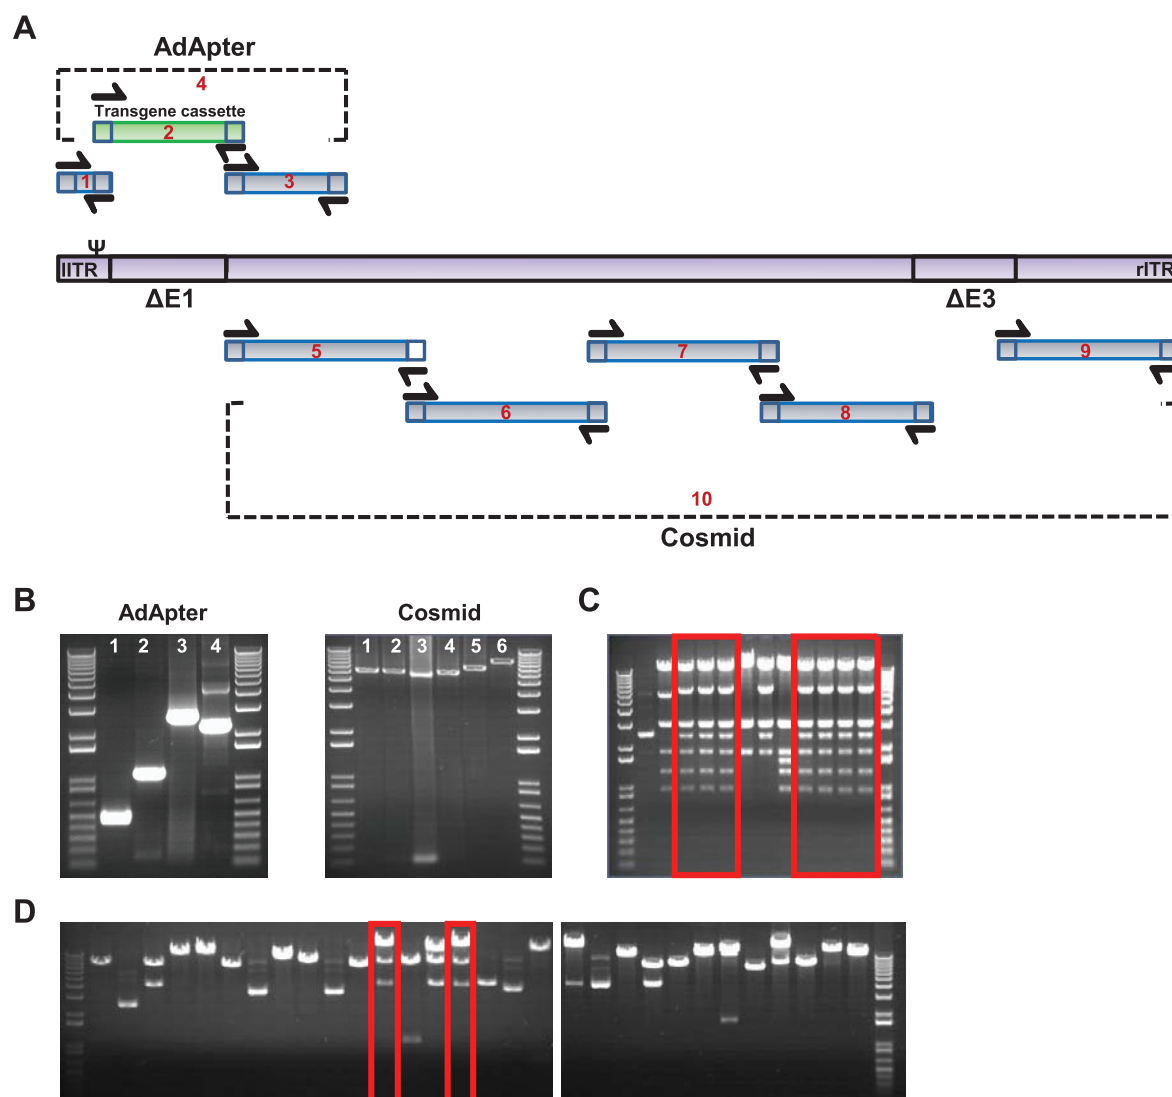 A
AdApter
4
Transgene cassette
2
1
3
Ψ
lITR
rITR
ΔE1
ΔE3
5
7
9
6
8
10
Cosmid
B
AdApter
Cosmid
C
1 2 3 4
1 2 3 4 5 6
D